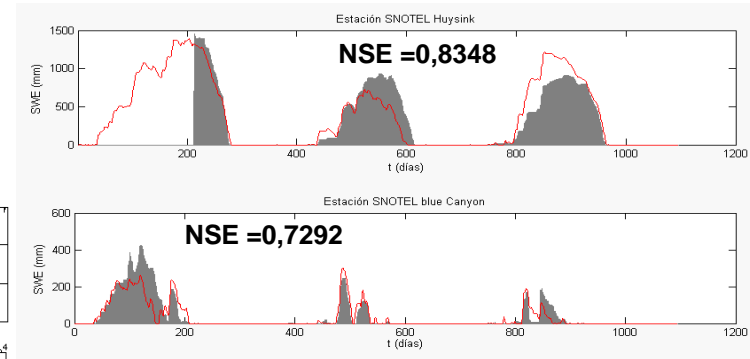 Estación SNOTEL Huysink
NSE =0,8348
SWE (mm)
1500
1000
500
0
200
400
600
800
1000
1200
t (días)
Estación SNOTEL blue Canyon
NSE =0,7292
SWE (mm)
600
400
200
0
0
200
400
600
800
1000
1200
t (días)
4